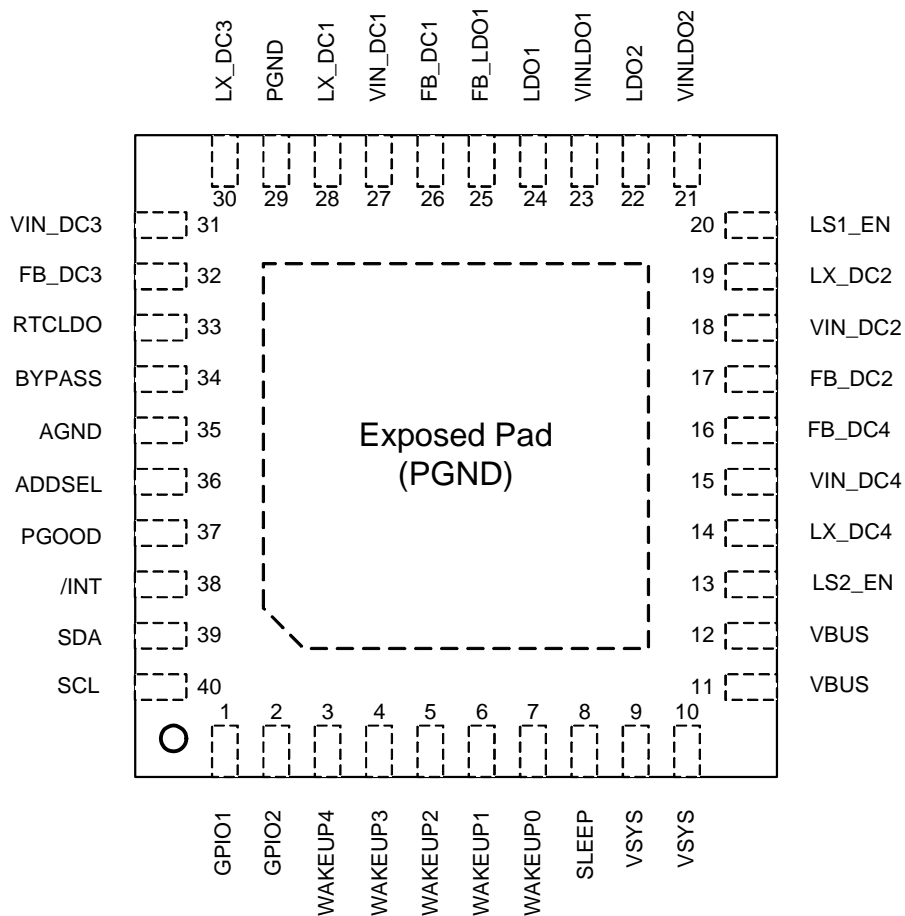 LX_DC3
PGND
LX_DC1
VIN_DC1
FB_DC1
FB_LDO1
LDO1
VINLDO1
LDO2
VINLDO2
30 29 28 27 26 25 24 23 22 21
VIN_DC3 31
FB_DC3 32
RTCLDO 33
BYPASS 34
AGND 35
ADDSEL 36
PGOOD 37
/INT 38
SDA 39
SCL 40
Exposed Pad
(PGND)
20 LS1_EN
19 LX_DC2
18 VIN_DC2
17 FB_DC2
16 FB_DC4
15 VIN_DC4
14 LX_DC4
13 LS2_EN
12 VBUS
11 VBUS
1 2 3 4 5 6 7 8 9 10
GPIO1
GPIO2
WAKEUP4
WAKEUP3
WAKEUP2
WAKEUP1
WAKEUP0
SLEEP
VSYS
VSYS